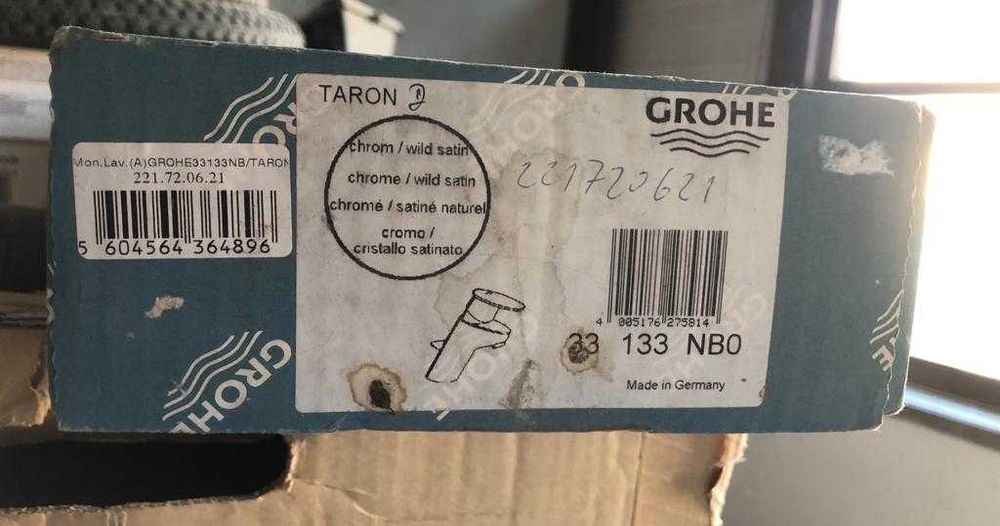 TARON
GROHE
Mon.Lav.(A)GROHE33133NB/TARON
221.72.06.21
5 604564 364896
chrom / wild satin
chrome / wild satin
chromé / satiné naturel
cromo /
cristallo satinato
221720621
4 005176 275814
33 133 NB0
Made in Germany
GROHE
GROHE